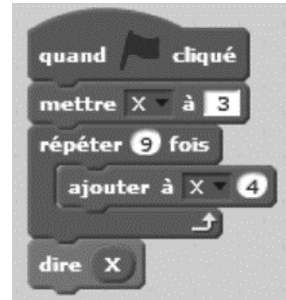 quand cliqué
mettre X à 3
répéter 9 fois
ajouter à X 4
dire X